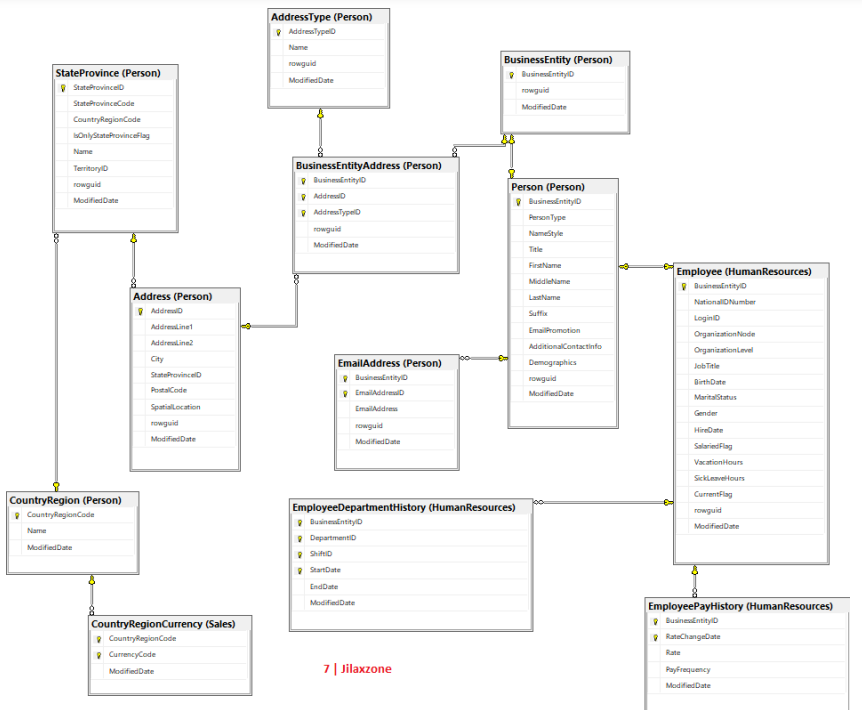 AddressType (Person)
AddressTypeID
Name
rowguid
ModifiedDate
BusinessEntity (Person)
BusinessEntityID
rowguid
ModifiedDate
StateProvince (Person)
StateProvinceID
StateProvinceCode
CountryRegionCode
IsOnlyStateProvinceFlag
Name
TerritoryID
rowguid
ModifiedDate
BusinessEntityAddress (Person)
BusinessEntityID
AddressID
AddressTypeID
rowguid
ModifiedDate
Person (Person)
BusinessEntityID
PersonType
NameStyle
Title
FirstName
MiddleName
LastName
Suffix
EmailPromotion
AdditionalContactInfo
Demographics
rowguid
ModifiedDate
Employee (HumanResources)
BusinessEntityID
NationalIDNumber
LoginID
OrganizationNode
OrganizationLevel
JobTitle
BirthDate
MaritalStatus
Gender
HireDate
SalariedFlag
VacationHours
SickLeaveHours
CurrentFlag
rowguid
ModifiedDate
Address (Person)
AddressID
AddressLine1
AddressLine2
City
StateProvinceID
PostalCode
SpatialLocation
rowguid
ModifiedDate
EmailAddress (Person)
BusinessEntityID
EmailAddressID
EmailAddress
rowguid
ModifiedDate
CountryRegion (Person)
CountryRegionCode
Name
ModifiedDate
EmployeeDepartmentHistory (HumanResources)
BusinessEntityID
DepartmentID
ShiftID
StartDate
EndDate
ModifiedDate
CountryRegionCurrency (Sales)
CountryRegionCode
CurrencyCode
ModifiedDate
EmployeePayHistory (HumanResources)
BusinessEntityID
RateChangeDate
Rate
PayFrequency
ModifiedDate
7 | Jilaxzone